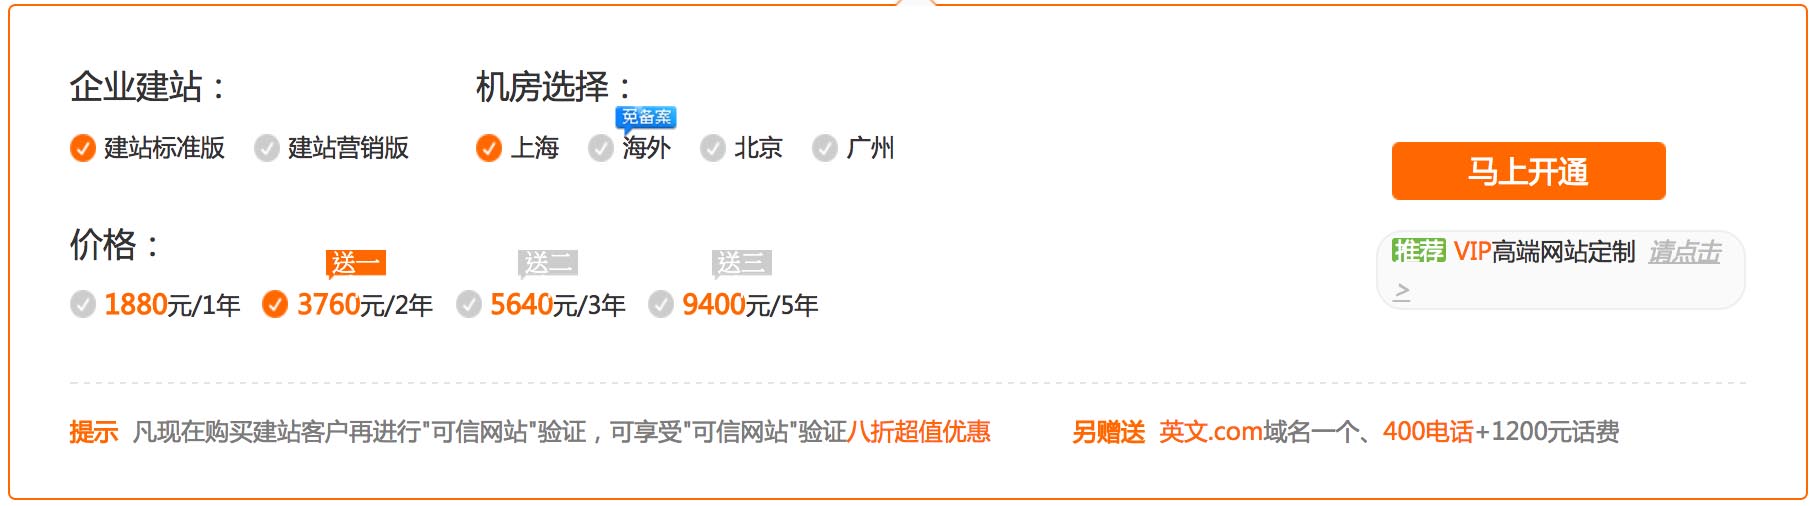 企业建站：
机房选择：
免备案
建站标准版 建站营销版
上海 海外 北京 广州
马上开通
价格：
送一 送二 送三
1880元/1年 3760元/2年 5640元/3年 9400元/5年
推荐 VIP高端网站定制 请点击
>
提示 凡现在购买建站客户再进行"可信网站"验证，可享受"可信网站"验证八折超值优惠
另赠送 英文.com域名一个、400电话+1200元话费